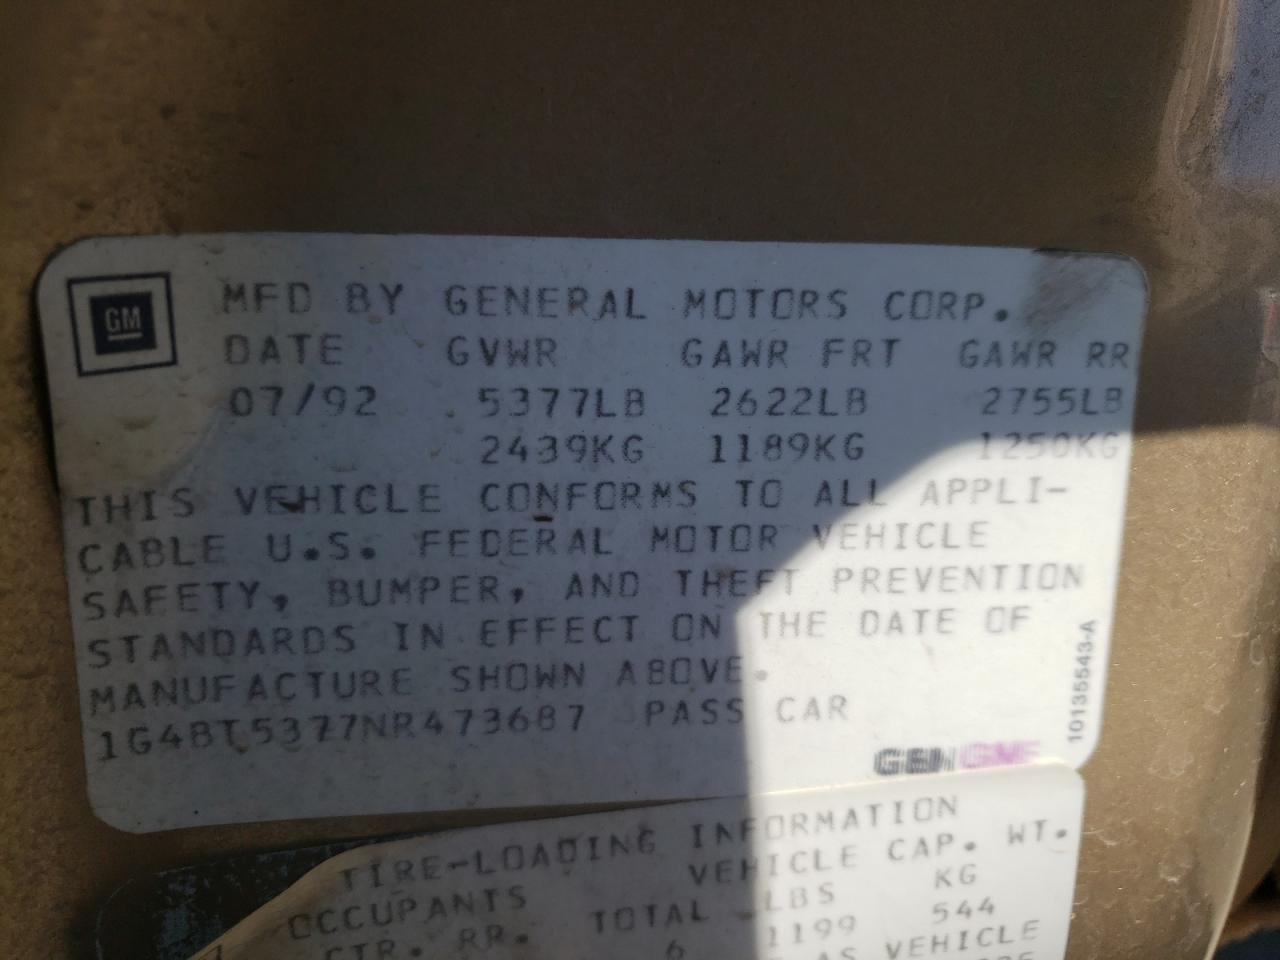 GM
MFD BY GENERAL MOTORS CORP.
DATE GVWR GAWR FRT GAWR RR
07/92 5377LB 2622LB 2755LB
2439KG 1189KG 1250KG
THIS VEHICLE CONFORMS TO ALL APPLI-
CABLE U.S. FEDERAL MOTOR VEHICLE
SAFETY, BUMPER, AND THEFT PREVENTION
STANDARDS IN EFFECT ON THE DATE OF
MANUFACTURE SHOWN ABOVE.
1G4BT5377NR473687 PASS CAR
10135543-A
TIRE-LOADING INFORMATION
VEHICLE CAP. WT.
OCCUPANTS LBS KG
CTR. RR. TOTAL 1199 544
6
AS VEHICLE